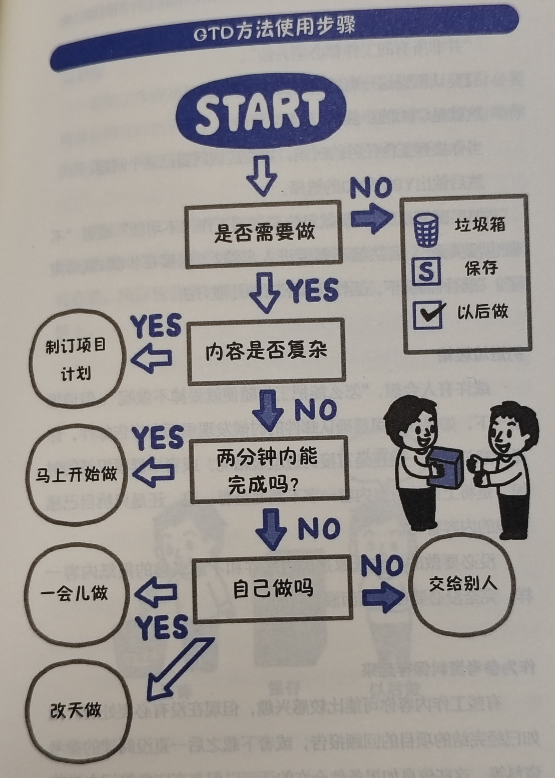 GTD方法使用步骤
START
NO
是否需要做
垃圾箱
S 保存
以后做
YES
YES
制订项目
计划
内容是否复杂
NO
YES
马上开始做
两分钟内能
完成吗?
NO
一会儿做
自己做吗
NO
交给别人
YES
改天做